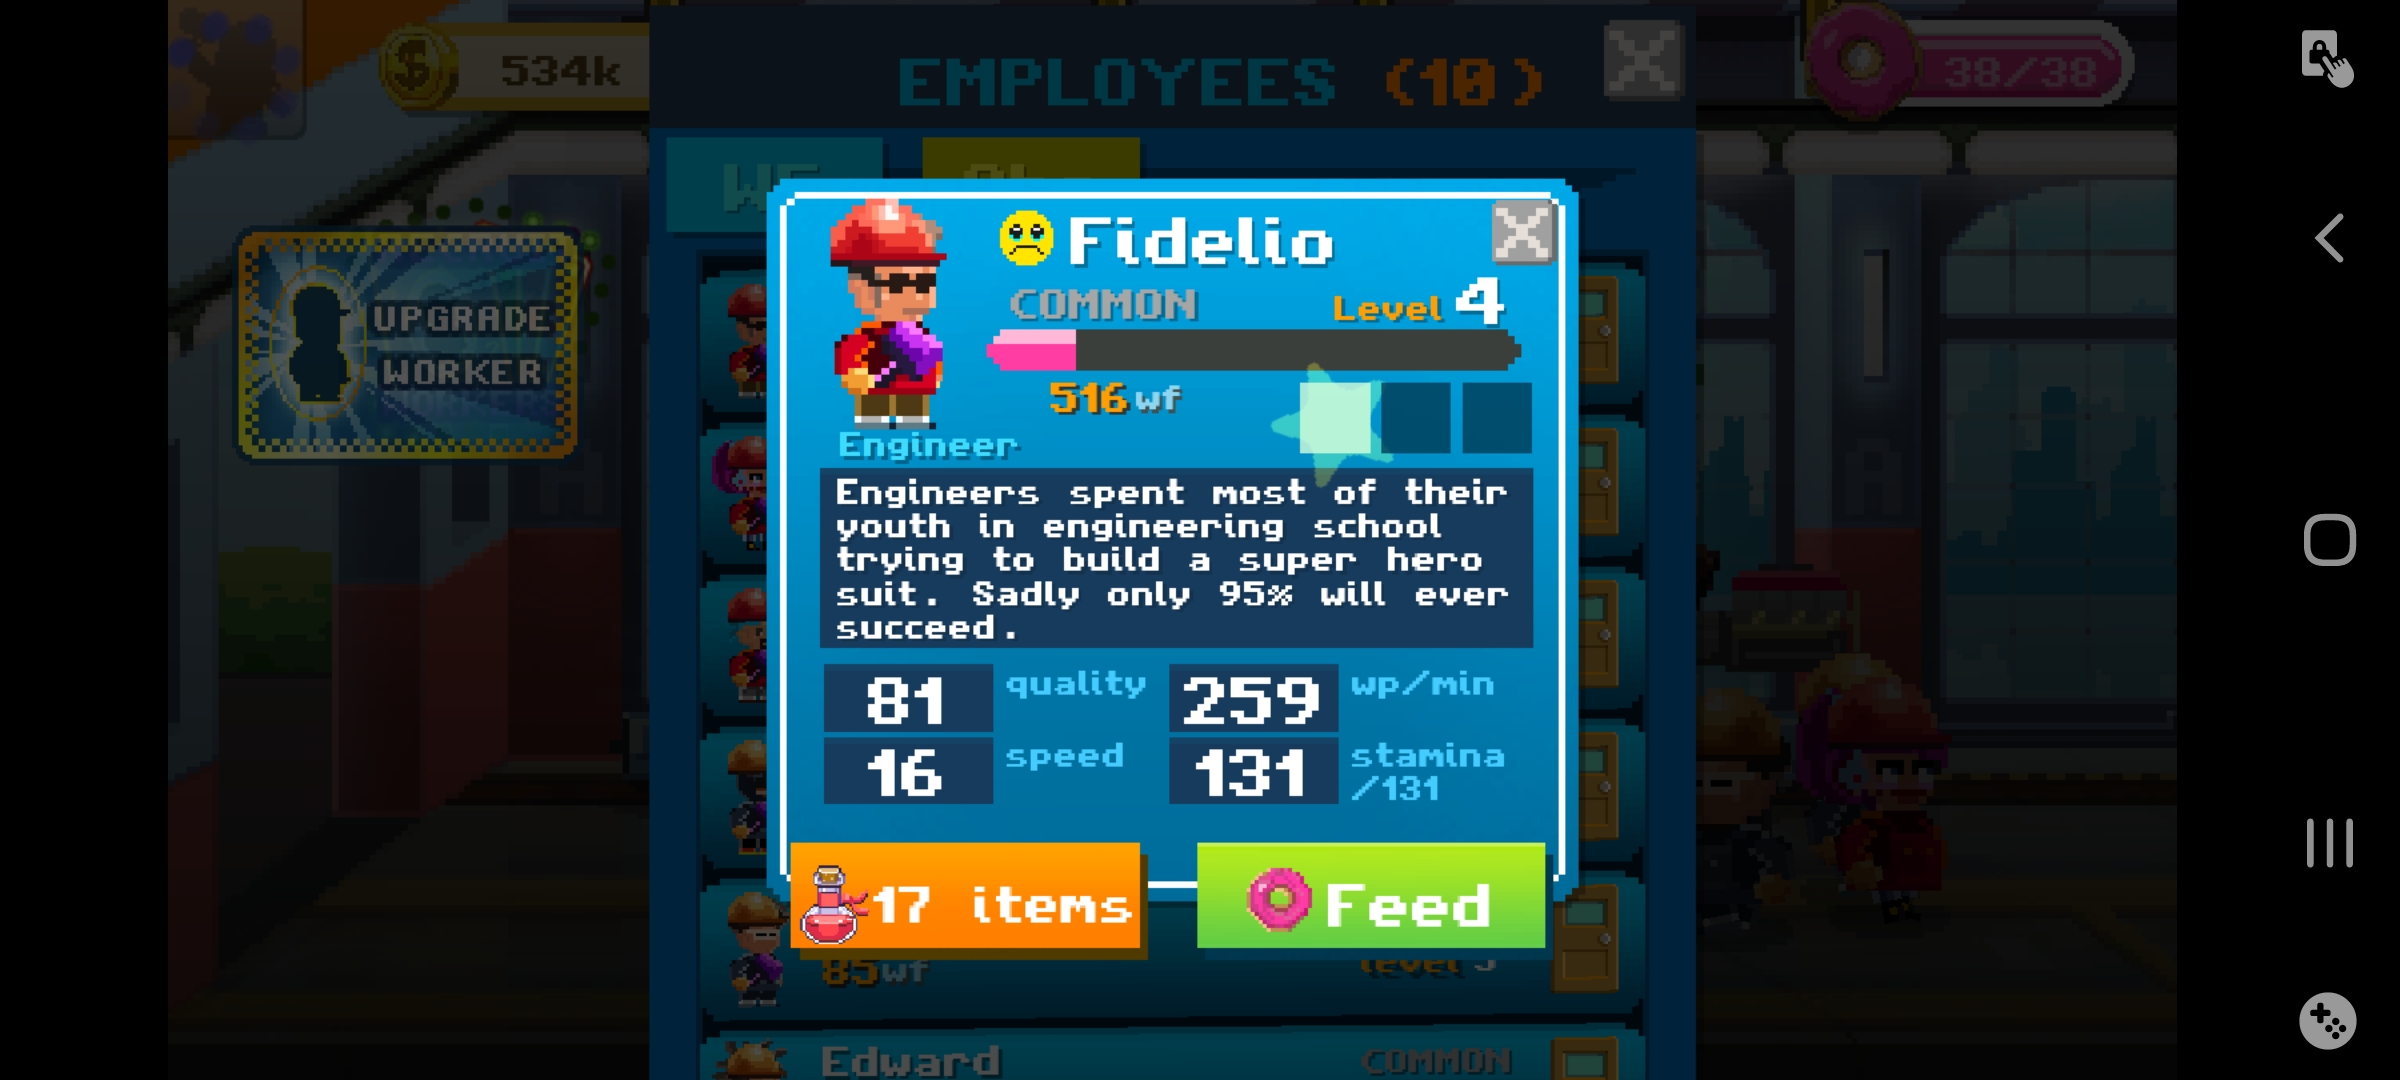 534k
EMPLOYEES (10)
38/38
UPGRADE
WORKER
Fidelio
COMMON
Level 4
516 wf
Engineer
Engineers spent most of their
youth in engineering school
trying to build a super hero
suit. Sadly only 95% will ever
succeed.
81 quality
259 wp/min
16 speed
131 stamina
/131
17 items
Feed
85wf
Edward
COMMON